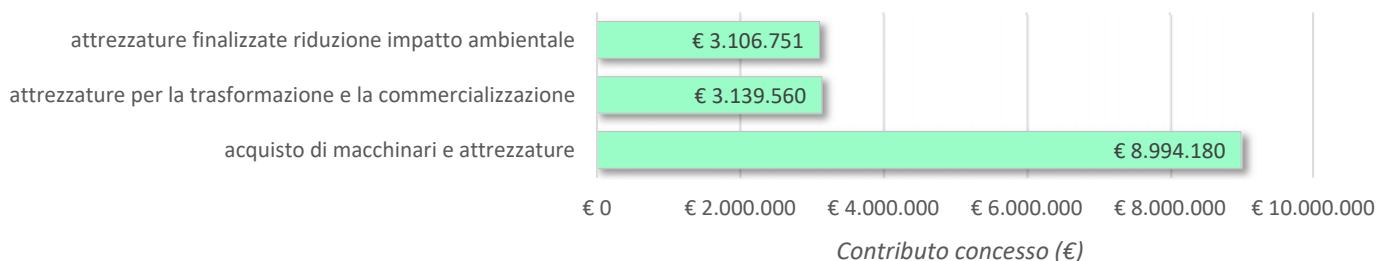 attrezzature finalizzate riduzione impatto ambientale
€ 3.106.751
attrezzature per la trasformazione e la commercializzazione
€ 3.139.560
acquisto di macchinari e attrezzature
€ 8.994.180
€ 0 € 2.000.000 € 4.000.000 € 6.000.000 € 8.000.000 € 10.000.000
Contributo concesso (€)